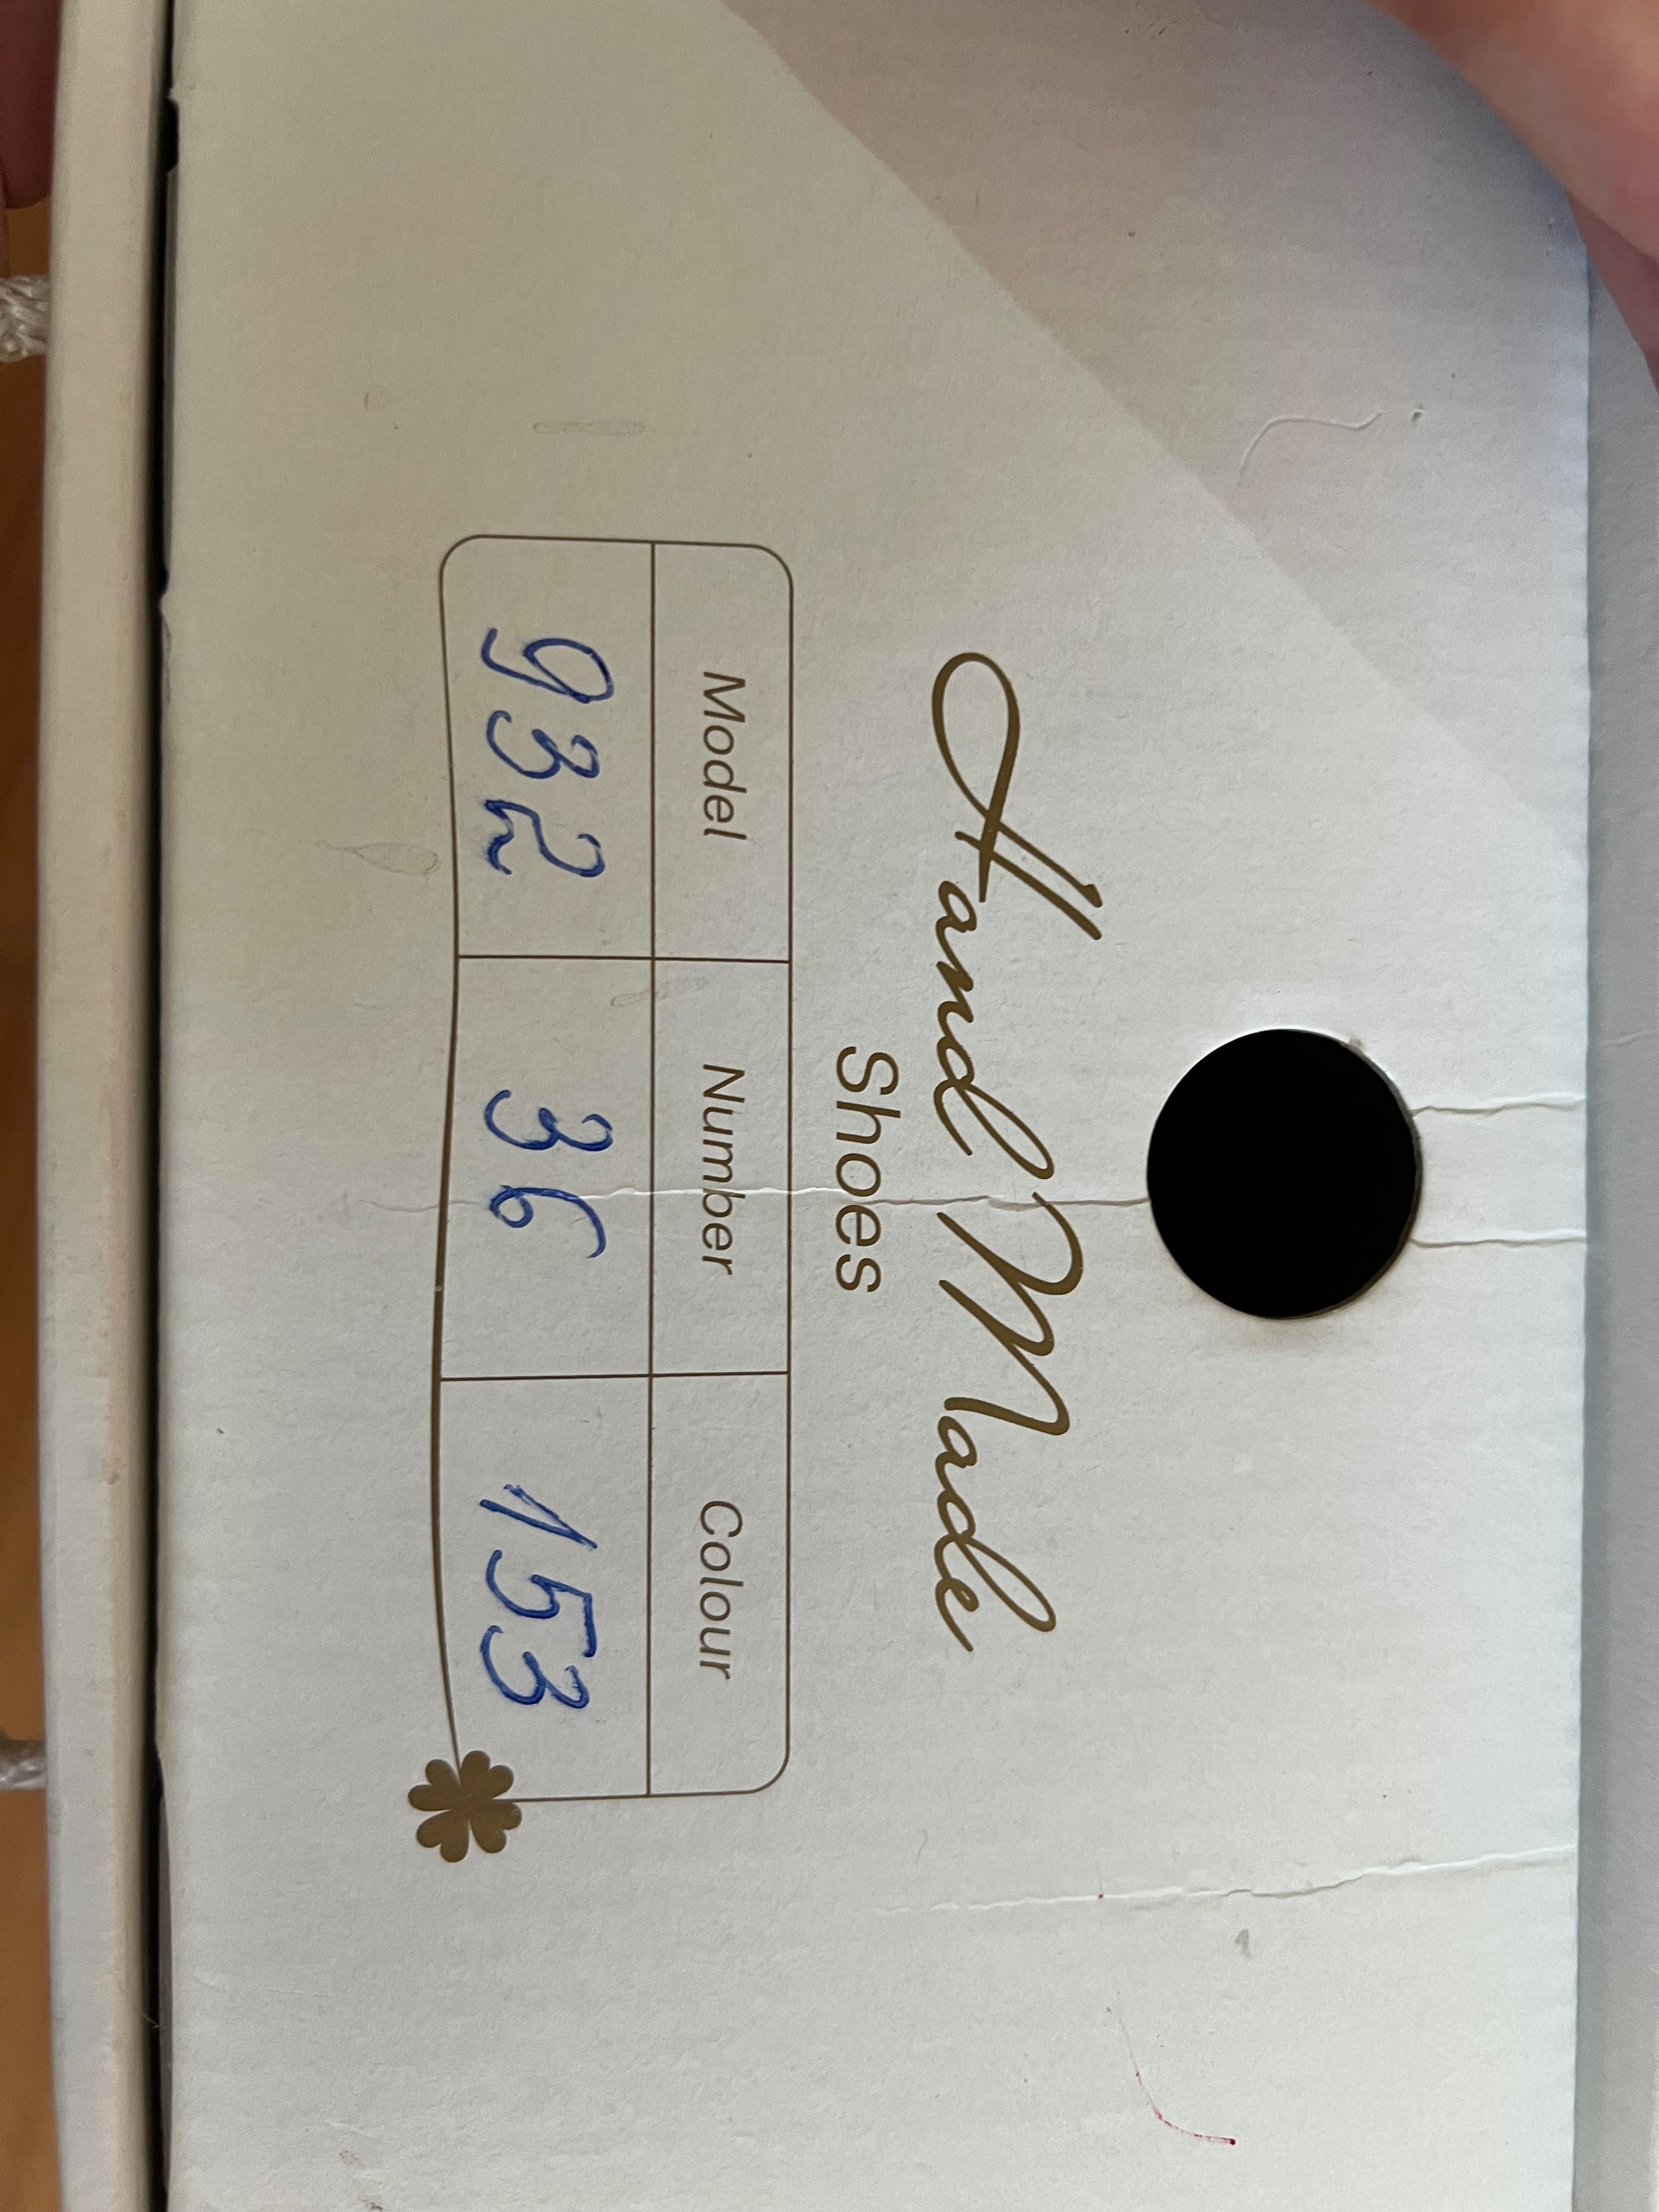 Hand Made
Shoes
Model Number Colour
932 36 153